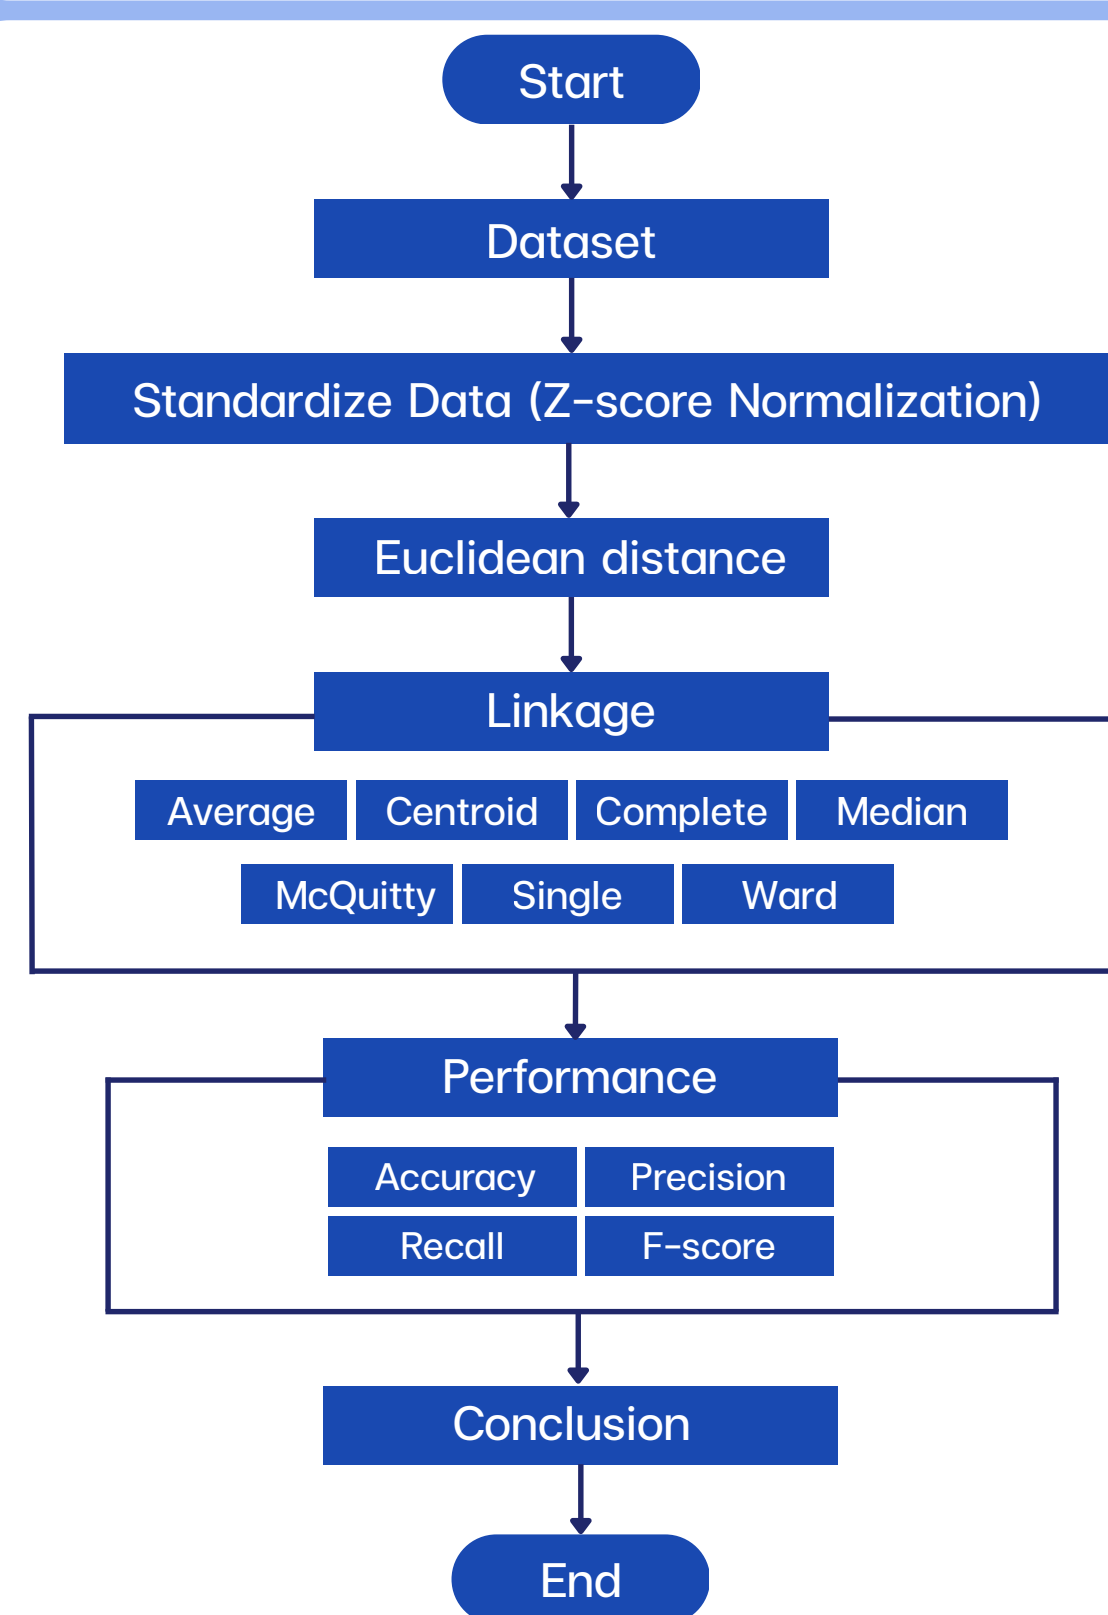 Start
Dataset
Standardize Data (Z-score Normalization)
Euclidean distance
Linkage
Average Centroid Complete Median
McQuitty Single Ward
Performance
Accuracy Precision
Recall F-score
Conclusion
End